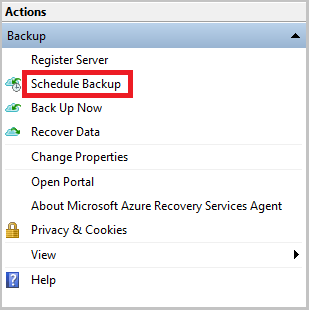 Actions
Backup
Register Server
Schedule Backup
Back Up Now
Recover Data
Change Properties
Open Portal
About Microsoft Azure Recovery Services Agent
Privacy & Cookies
View
Help